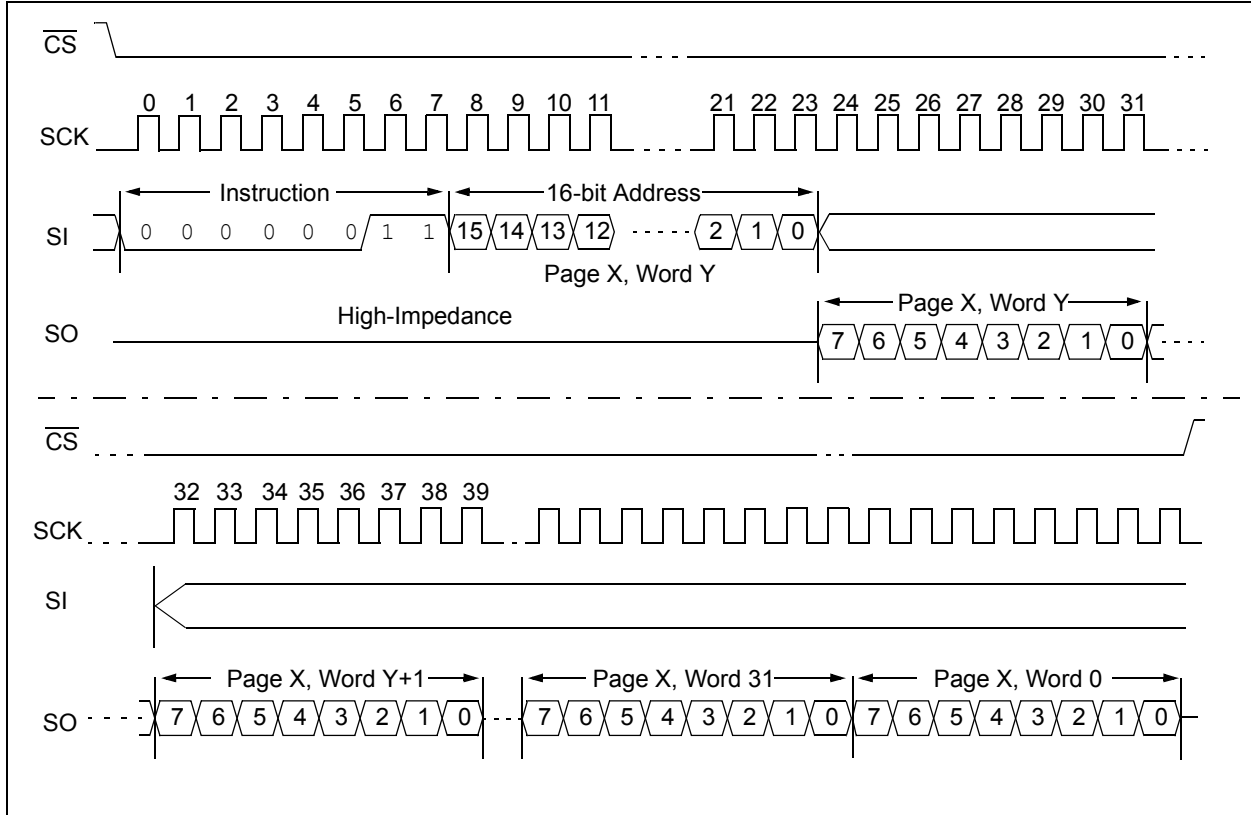 CS
0 1 2 3 4 5 6 7 8 9 10 11 21 22 23 24 25 26 27 28 29 30 31
SCK
Instruction 16-bit Address
SI 0 0 0 0 0 0 1 1 15 14 13 12 2 1 0
Page X, Word Y
High-Impedance Page X, Word Y
SO 7 6 5 4 3 2 1 0
CS
32 33 34 35 36 37 38 39
SCK
SI
Page X, Word Y+1 Page X, Word 31 Page X, Word 0
SO 7 6 5 4 3 2 1 0 7 6 5 4 3 2 1 0 7 6 5 4 3 2 1 0